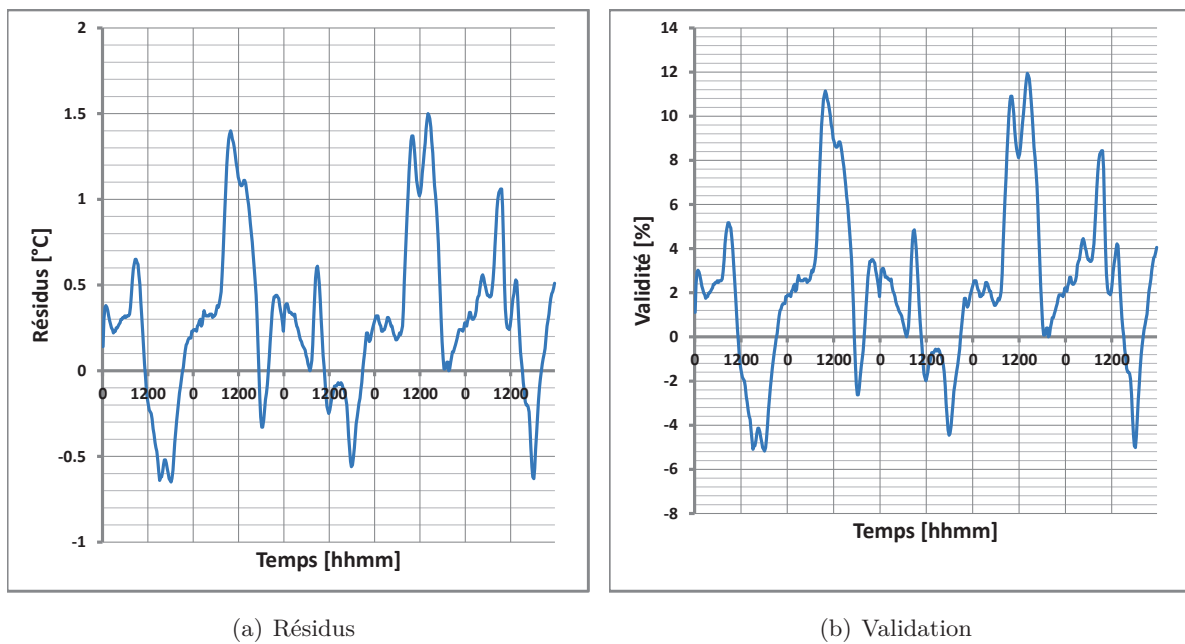 2
1.5
1
0.5
0
-0.5
-1
0 1200 0 1200 0 1200 0 1200 0 1200
Résidus [°C]
Temps [hhmm]
14
12
10
8
6
4
2
0
-2
-4
-6
-8
0 1200 0 1200 0 1200 0 1200 0 1200
Validité [%]
Temps [hhmm]
(a) Résidus
(b) Validation